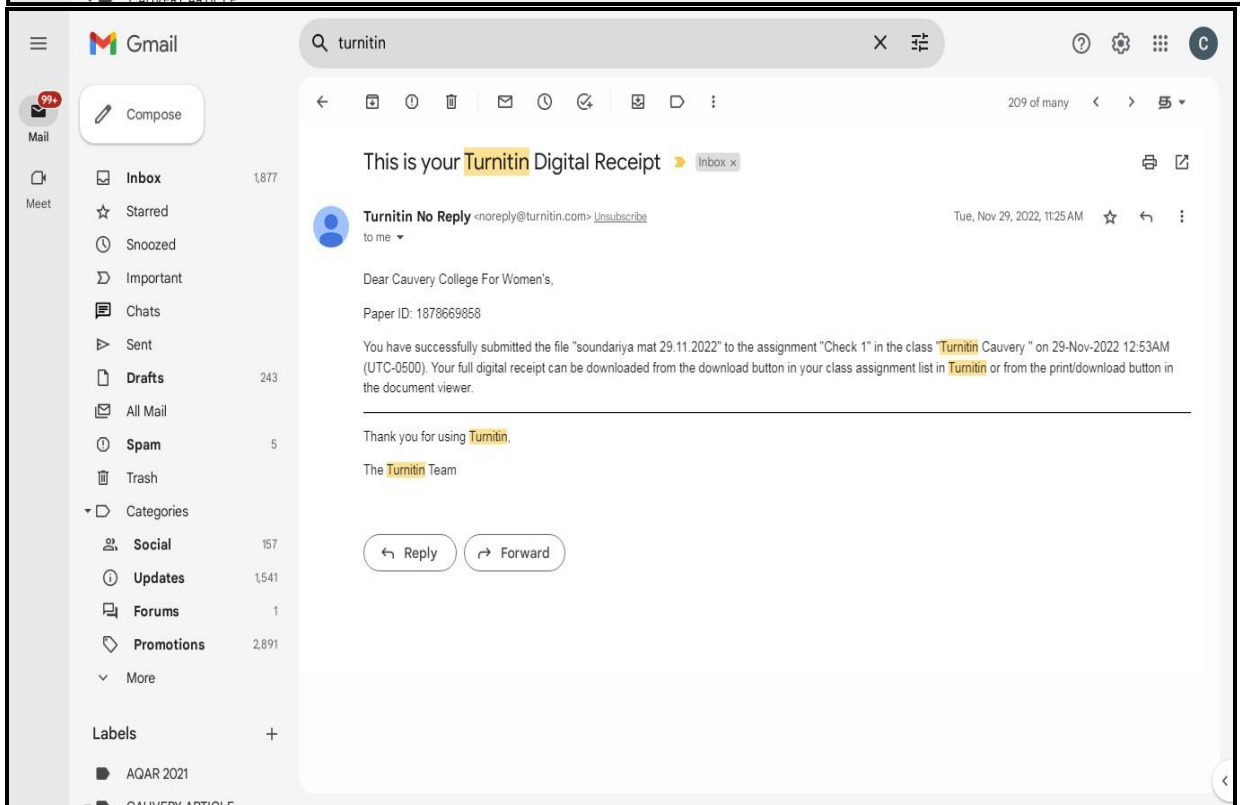 Gmail
turnitin
C
99+
Mail
Meet
Compose
209 of many
This is your Turnitin Digital Receipt
Inbox x
Inbox 1,877
Starred
Snoozed
Important
Chats
Sent
Drafts 243
All Mail
Spam 5
Trash
Categories
Social 157
Updates 1,541
Forums 1
Promotions 2,891
More
Labels +
AQAR 2021
CAUVERY ARTICLE
Turnitin No Reply <noreply@turnitin.com> Unsubscribe
Tue, Nov 29, 2022, 11:25 AM
to me
Dear Cauvery College For Women's,
Paper ID: 1878669858
You have successfully submitted the file "soundariya mat 29.11.2022" to the assignment "Check 1" in the class "Turnitin Cauvery " on 29-Nov-2022 12:53AM
(UTC-0500). Your full digital receipt can be downloaded from the download button in your class assignment list in Turnitin or from the print/download button in
the document viewer.
Thank you for using Turnitin,
The Turnitin Team
Reply
Forward